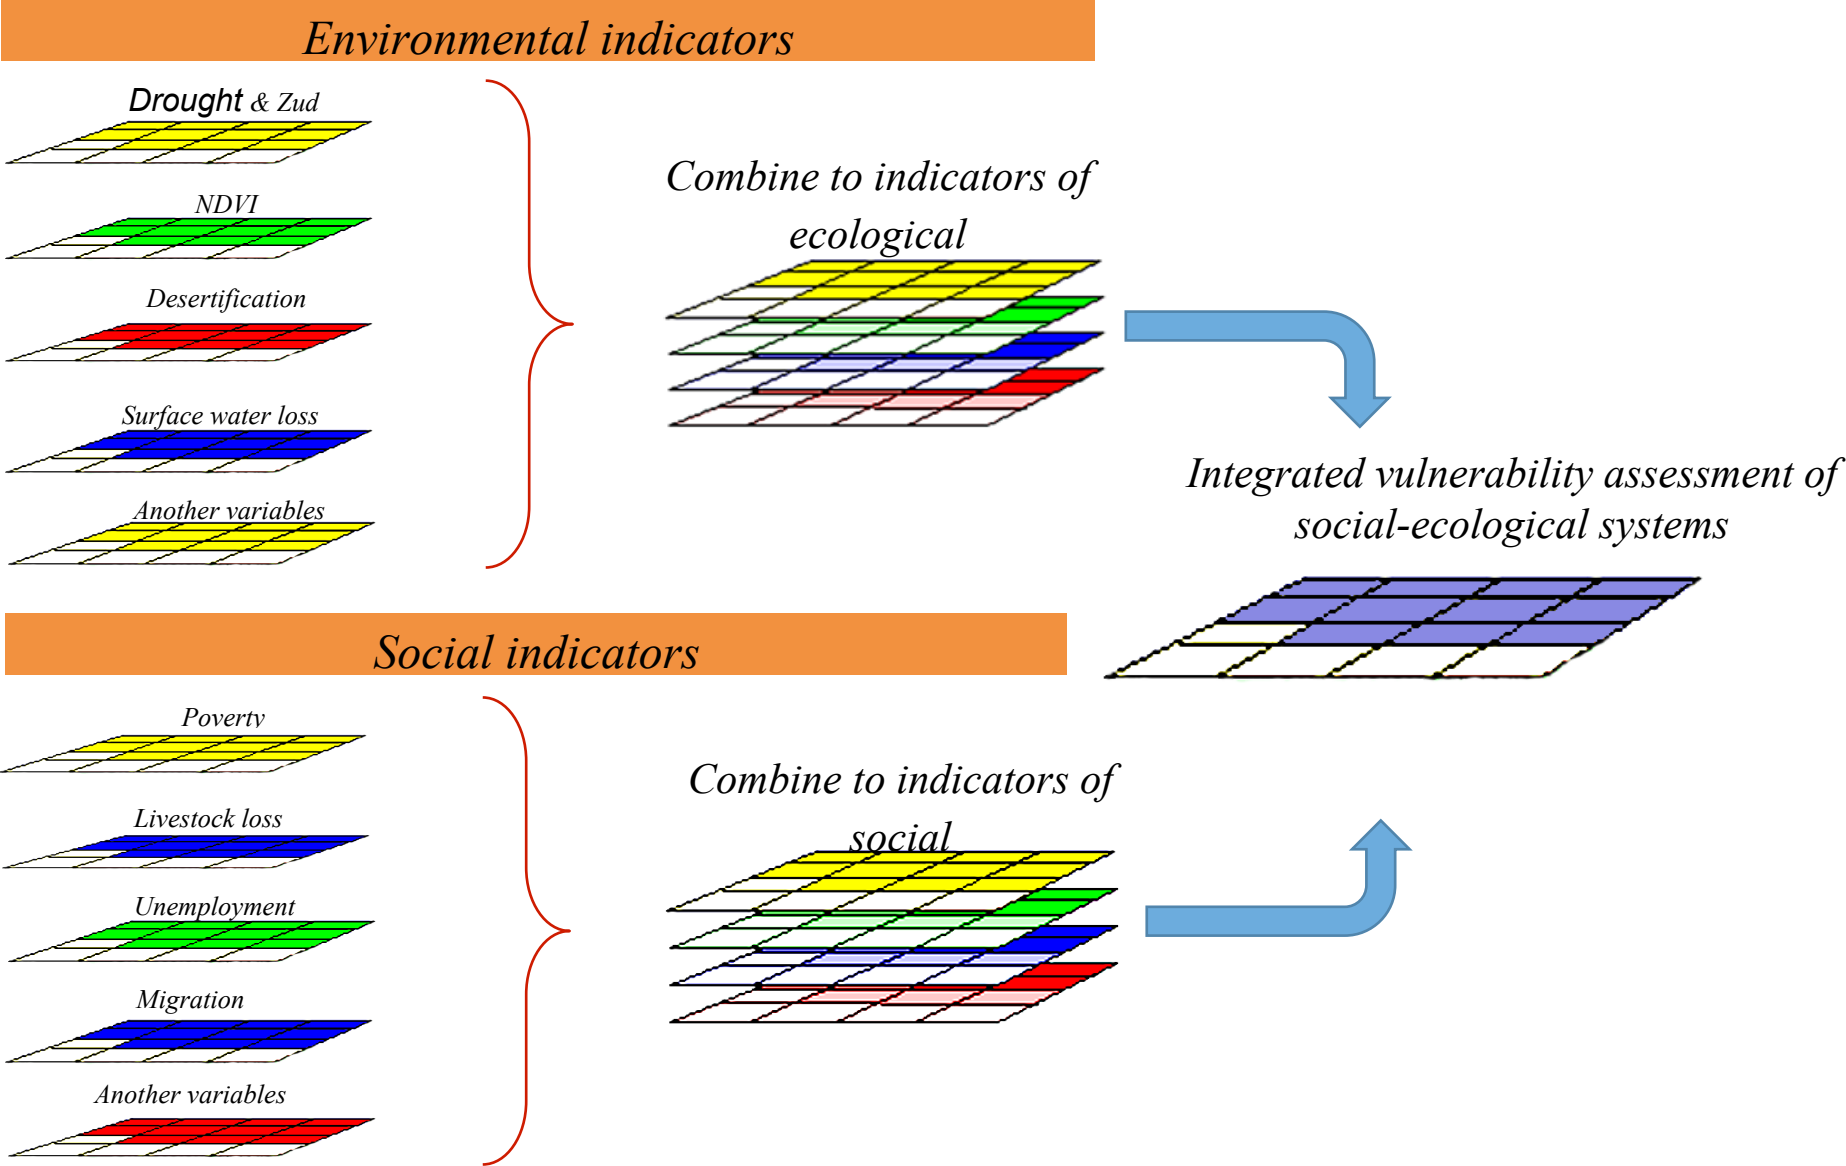 Environmental indicators
Drought & Zud
NDVI
Desertification
Surface water loss
Another variables
Combine to indicators of
ecological
Integrated vulnerability assessment of
social-ecological systems
Social indicators
Poverty
Livestock loss
Unemployment
Migration
Another variables
Combine to indicators of
social